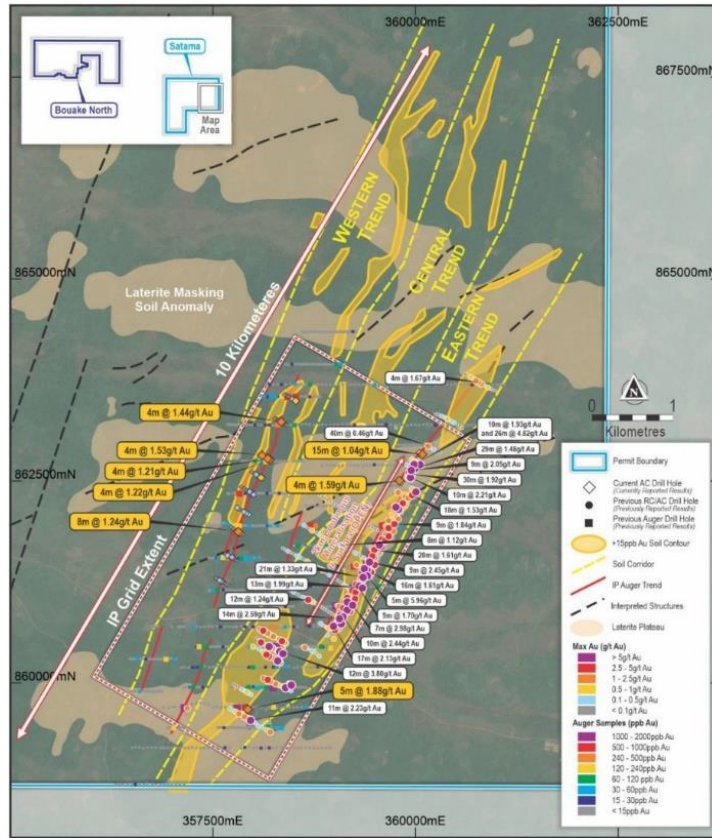 360000mE
362500mE
Satama
Bouake North
Map
Area
867500mN
WESTERN
TREND
CENTRAL
TREND
EASTERN
TREND
865000mN
865000mN
Laterite Masking
Soil Anomaly
10 Kilometeres
4m @ 1.67g/t Au
N
0 1
Kilometres
4m @ 1.44g/t Au
40m @ 0.46g/t Au
10m @ 1.93g/t Au
and 26m @ 4.82g/t Au
4m @ 1.53g/t Au
15m @ 1.04g/t Au
29m @ 1.48g/t Au
4m @ 1.21g/t Au
9m @ 2.05g/t Au
862500mN
4m @ 1.59g/t Au
30m @ 1.92g/t Au
4m @ 1.22g/t Au
10m @ 2.21g/t Au
18m @ 1.53g/t Au
8m @ 1.24g/t Au
9m @ 1.84g/t Au
8m @ 1.12g/t Au
20m @ 1.61g/t Au
21m @ 1.33g/t Au
9m @ 2.45g/t Au
13m @ 1.99g/t Au
16m @ 1.61g/t Au
12m @ 1.24g/t Au
5m @ 5.96g/t Au
14m @ 2.59g/t Au
9m @ 1.70g/t Au
7m @ 2.98g/t Au
10m @ 2.44g/t Au
17m @ 2.13g/t Au
12m @ 3.86g/t Au
5m @ 1.88g/t Au
11m @ 2.23g/t Au
IP Grid Extent
860000mN
LEGEND
Permit Boundary
Current AC Drill Hole
(Currently Reported Results)
Previous RC/AC Drill Hole
(Previously Reported Results)
Previous Auger Drill Hole
(Previously Reported Results)
+15ppb Au Soil Contour
Soil Corridor
IP Auger Trend
Interpreted Structures
Laterite Plateau
Max Au (g/t Au)
> 5g/t Au
2.5 - 5g/t Au
1 - 2.5g/t Au
0.5 - 1g/t Au
0.1 - 0.5g/t Au
< 0.1g/t Au
Auger Samples (ppb Au)
1000 - 2000ppb Au
500 - 1000ppb Au
240 - 500ppb Au
120 - 240ppb Au
60 - 120 ppb Au
30 - 60ppb Au
15 - 30ppb Au
< 15ppb Au
357500mE
360000mE